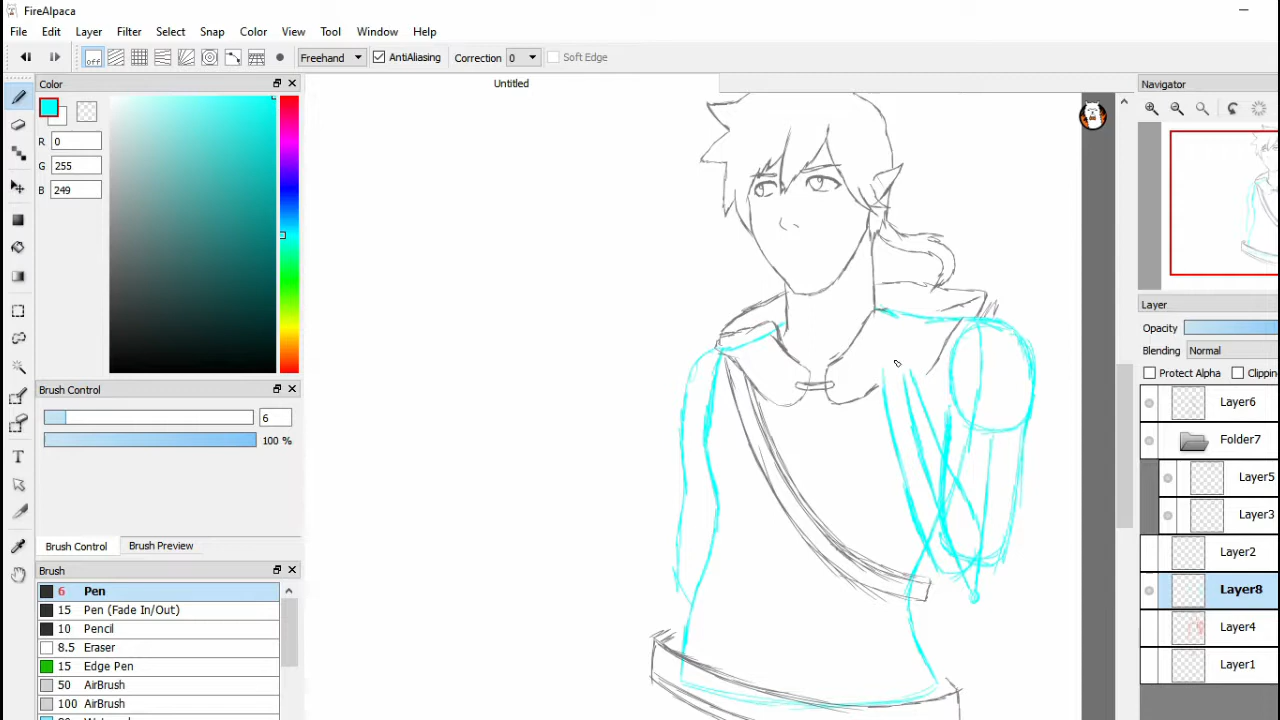 FireAlpaca
File Edit Layer Filter Select Snap Color View Tool Window Help
off Freehand AntiAliasing Correction 0 Soft Edge
Color
Untitled
Navigator
R 0
G 255
B 249
Layer
Opacity
Blending Normal
Protect Alpha Clipping
Brush Control
6
100 %
Layer6
Folder7
Layer5
Layer3
Layer2
Layer8
Layer4
Layer1
Brush Control Brush Preview
Brush
6 Pen
15 Pen (Fade In/Out)
10 Pencil
8.5 Eraser
15 Edge Pen
50 AirBrush
100 AirBrush